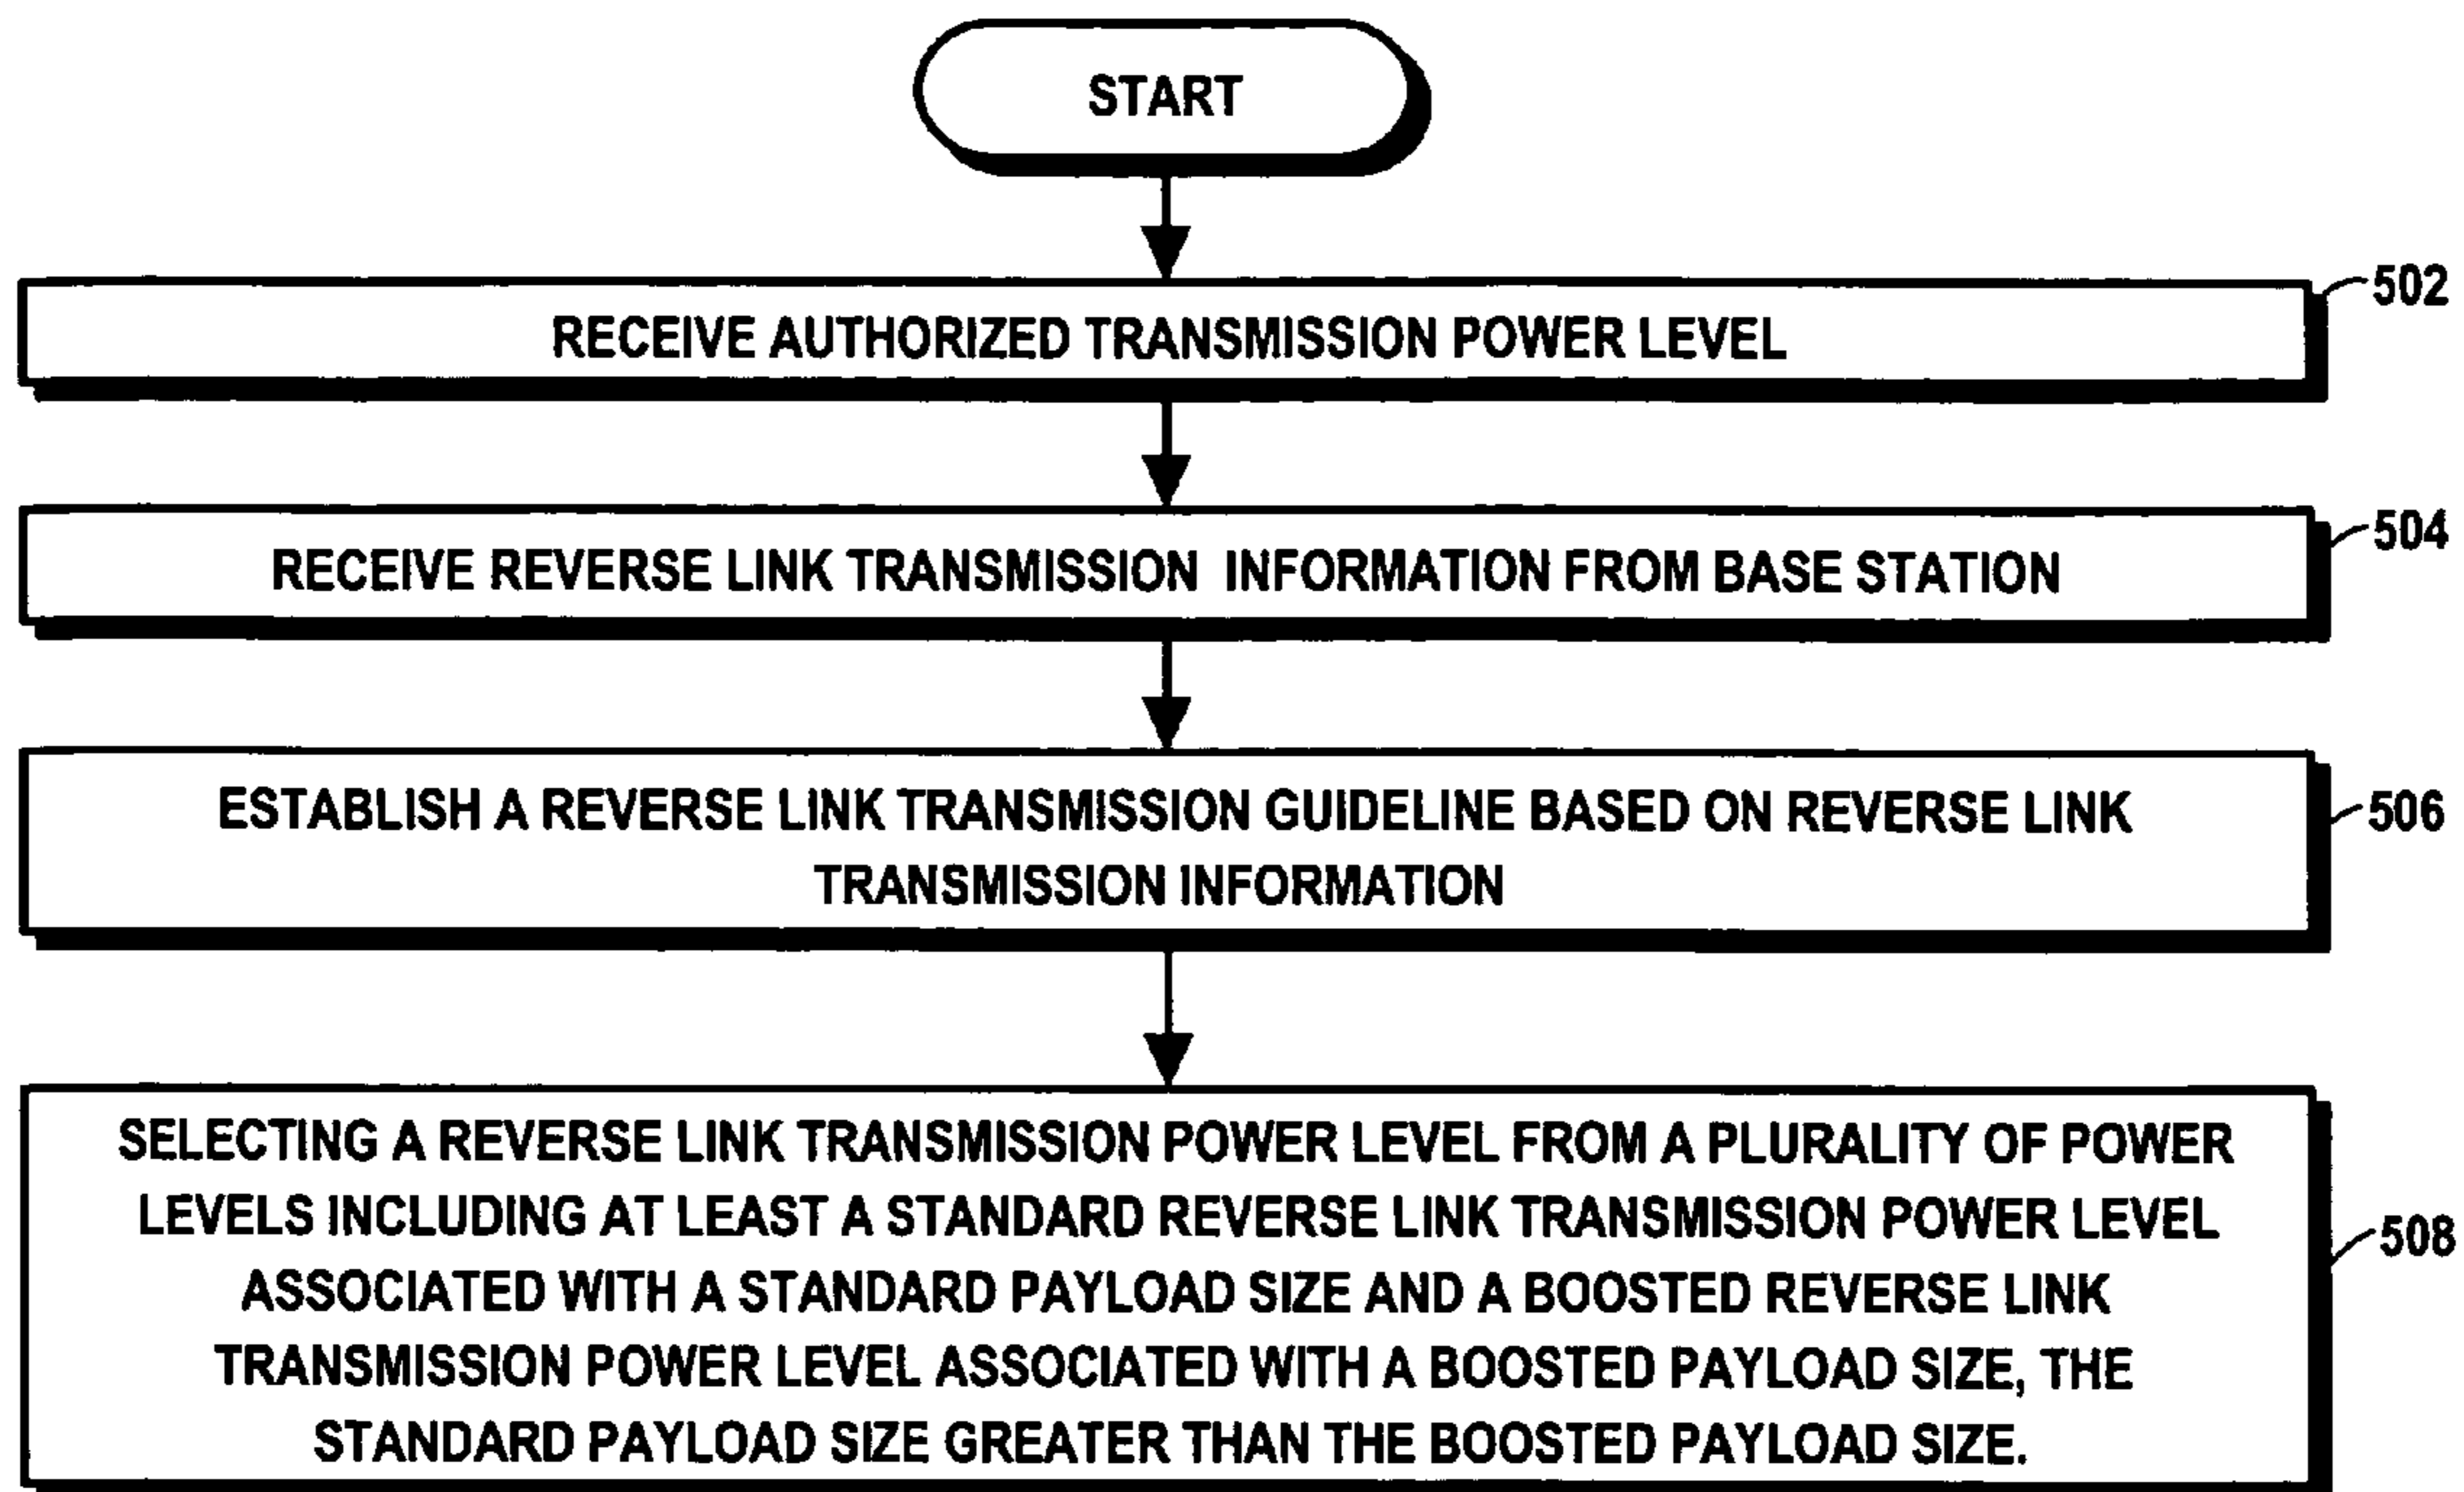 START
502
RECEIVE AUTHORIZED TRANSMISSION POWER LEVEL
504
RECEIVE REVERSE LINK TRANSMISSION INFORMATION FROM BASE STATION
ESTABLISH A REVERSE LINK TRANSMISSION GUIDELINE BASED ON REVERSE LINK
TRANSMISSION INFORMATION
506
SELECTING A REVERSE LINK TRANSMISSION POWER LEVEL FROM A PLURALITY OF POWER
LEVELS INCLUDING AT LEAST A STANDARD REVERSE LINK TRANSMISSION POWER LEVEL
ASSOCIATED WITH A STANDARD PAYLOAD SIZE AND A BOOSTED REVERSE LINK
TRANSMISSION POWER LEVEL ASSOCIATED WITH A BOOSTED PAYLOAD SIZE, THE
STANDARD PAYLOAD SIZE GREATER THAN THE BOOSTED PAYLOAD SIZE.
508